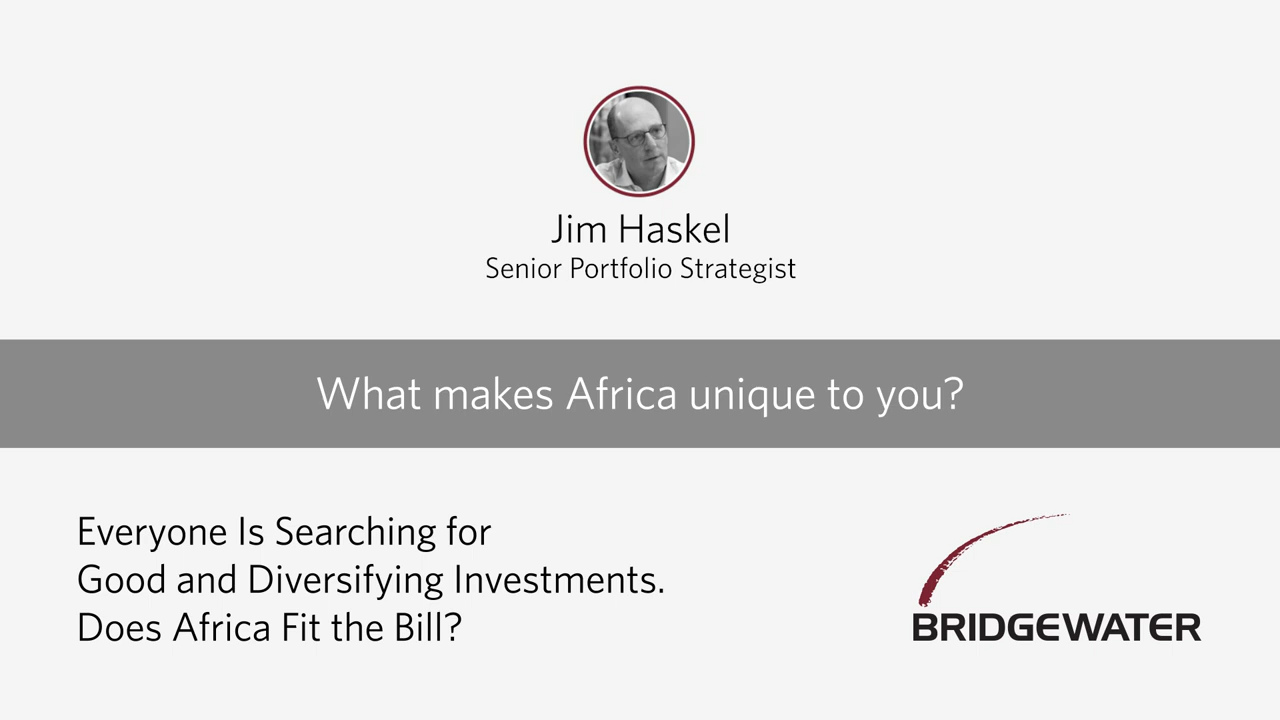 Jim Haskel
Senior Portfolio Strategist
What makes Africa unique to you?
Everyone Is Searching for
Good and Diversifying Investments.
Does Africa Fit the Bill?
BRIDGEWATER